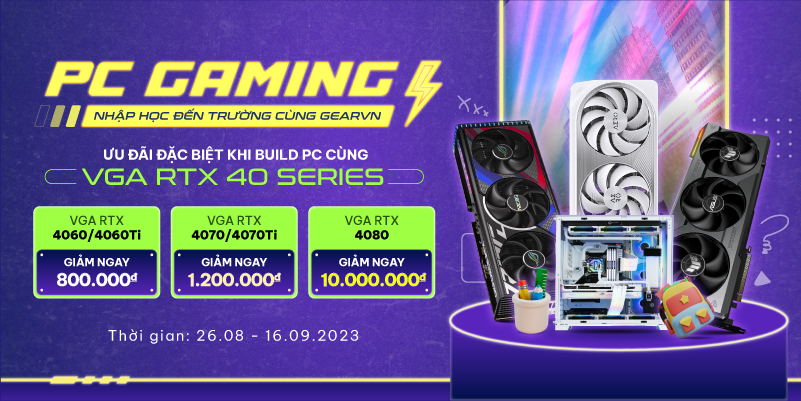 PC GAMING
NHẬP HỌC ĐẾN TRƯỜNG CÙNG GEARVN
ƯU ĐÃI ĐẶC BIỆT KHI BUILD PC CÙNG
VGA RTX 40 SERIES
VGA RTX
4060/4060Ti
GIẢM NGAY
800.000đ
VGA RTX
4070/4070Ti
GIẢM NGAY
1.200.000đ
VGA RTX
4080
GIẢM NGAY
10.000.000đ
Thời gian: 26.08 - 16.09.2023